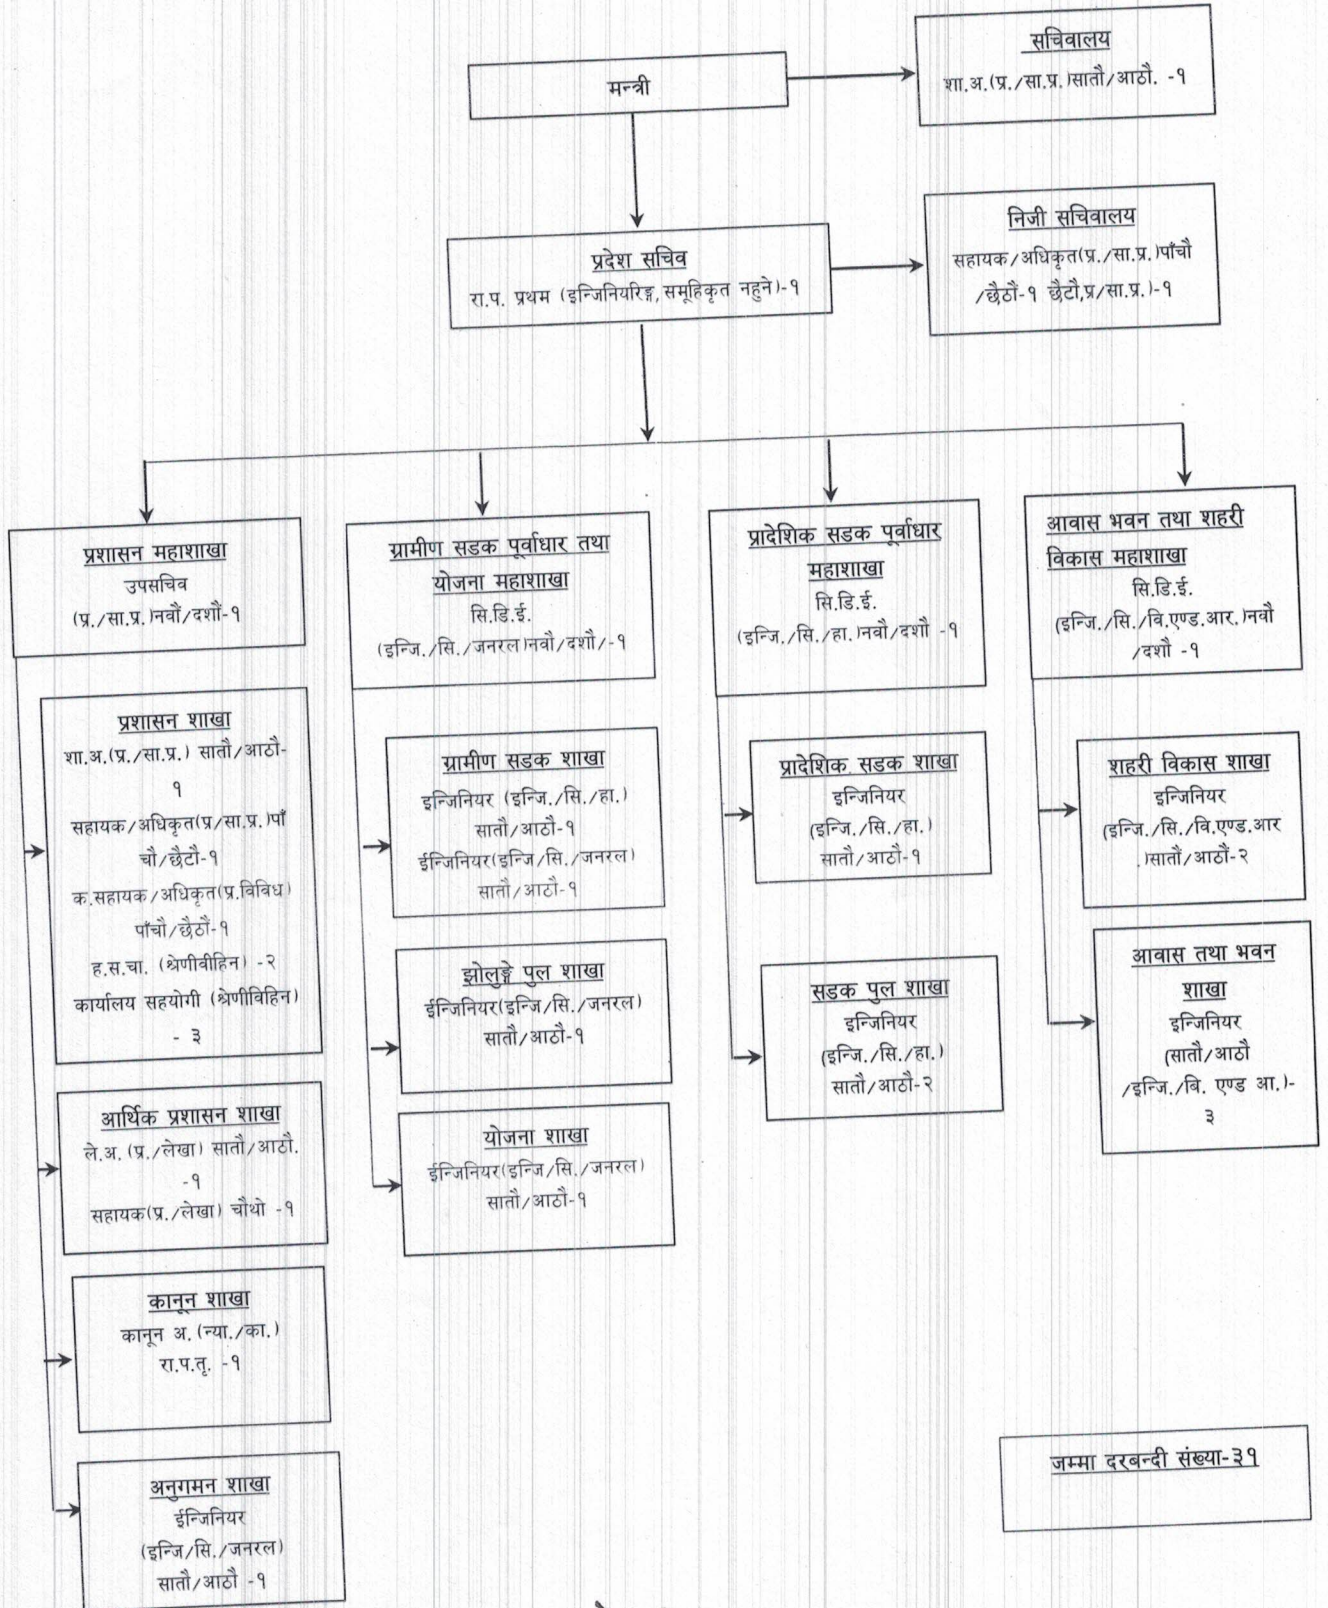 मन्त्री
सचिवालय
शा.अ.(प्र./सा.प्र.)सातौ/आठौ. -१
प्रदेश सचिव
रा.प. प्रथम (इन्जिनियरिङ्ग,समूहिकृत नहुने)-१
निजी सचिवालय
सहायक/अधिकृत(प्र./सा.प्र.)पाँचौ
/छैठौं-१ छैटौ,प्र/सा.प्र.)-१
प्रशासन महाशाखा
उपसचिव
(प्र./सा.प्र.)नवौं/दशौं-१
प्रशासन शाखा
शा.अ.(प्र./सा.प्र.) सातौ/आठौ-
१
सहायक/अधिकृत(प्र/सा.प्र.)पाँ
चौ/छैटौ-१
क.सहायक/अधिकृत(प्र.विविध)
पाँचौ/छैठौं-१
ह.स.चा. (श्रेणीवीहिन) -२
कार्यालय सहयोगी (श्रेणीविहिन)
- ३
आर्थिक प्रशासन शाखा
ले.अ. (प्र./लेखा) सातौ/आटौ.
-१
सहायक(प्र./लेखा) चौथो -१
कानून शाखा
कानून अ. (न्या./का.)
रा.प.तृ. -१
अनुगमन शाखा
ईन्जिनियर
(इन्जि/सि./जनरल)
सातौ/आठौ -१
ग्रामीण सडक पूर्वाधार तथा
योजना महाशाखा
सि.डि.ई.
(इन्जि./सि./जनरल)नवौ/दशौ/-१
ग्रामीण सडक शाखा
इन्जिनियर (इन्जि./सि./हा.)
सातौ/आठौ-१
ईन्जिनियर(इन्जि/सि./जनरल)
सातौ/आठौ-१
झोलुङ्गे पुल शाखा
ईन्जिनियर(इन्जि/सि./जनरल)
सातौ/आठौ-१
योजना शाखा
ईन्जिनियर(इन्जि/सि./जनरल)
सातौ/आठौ-१
प्रादेशिक सडक पूर्वाधार
महाशाखा
सि.डि.ई.
(इन्जि./सि./हा.)नवौ/दशौ -१
प्रादेशिक सडक शाखा
इन्जिनियर
(इन्जि./सि./हा.)
सातौ/आठौ-१
सडक पुल शाखा
इन्जिनियर
(इन्जि./सि./हा.)
सातौ/आठौ-२
आवास भवन तथा शहरी
विकास महाशाखा
सि.डि.ई.
(इन्जि./सि./वि.एण्ड.आर.)नवौ
/दशौ -१
शहरी विकास शाखा
इन्जिनियर
(इन्जि./सि./वि.एण्ड.आर
.)सातौं/आठौं-२
आवास तथा भवन
शाखा
इन्जिनियर
(सातौ/आठौ
/इन्जि./बि. एण्ड आ.)-
३
जम्मा दरबन्दी संख्या-३१